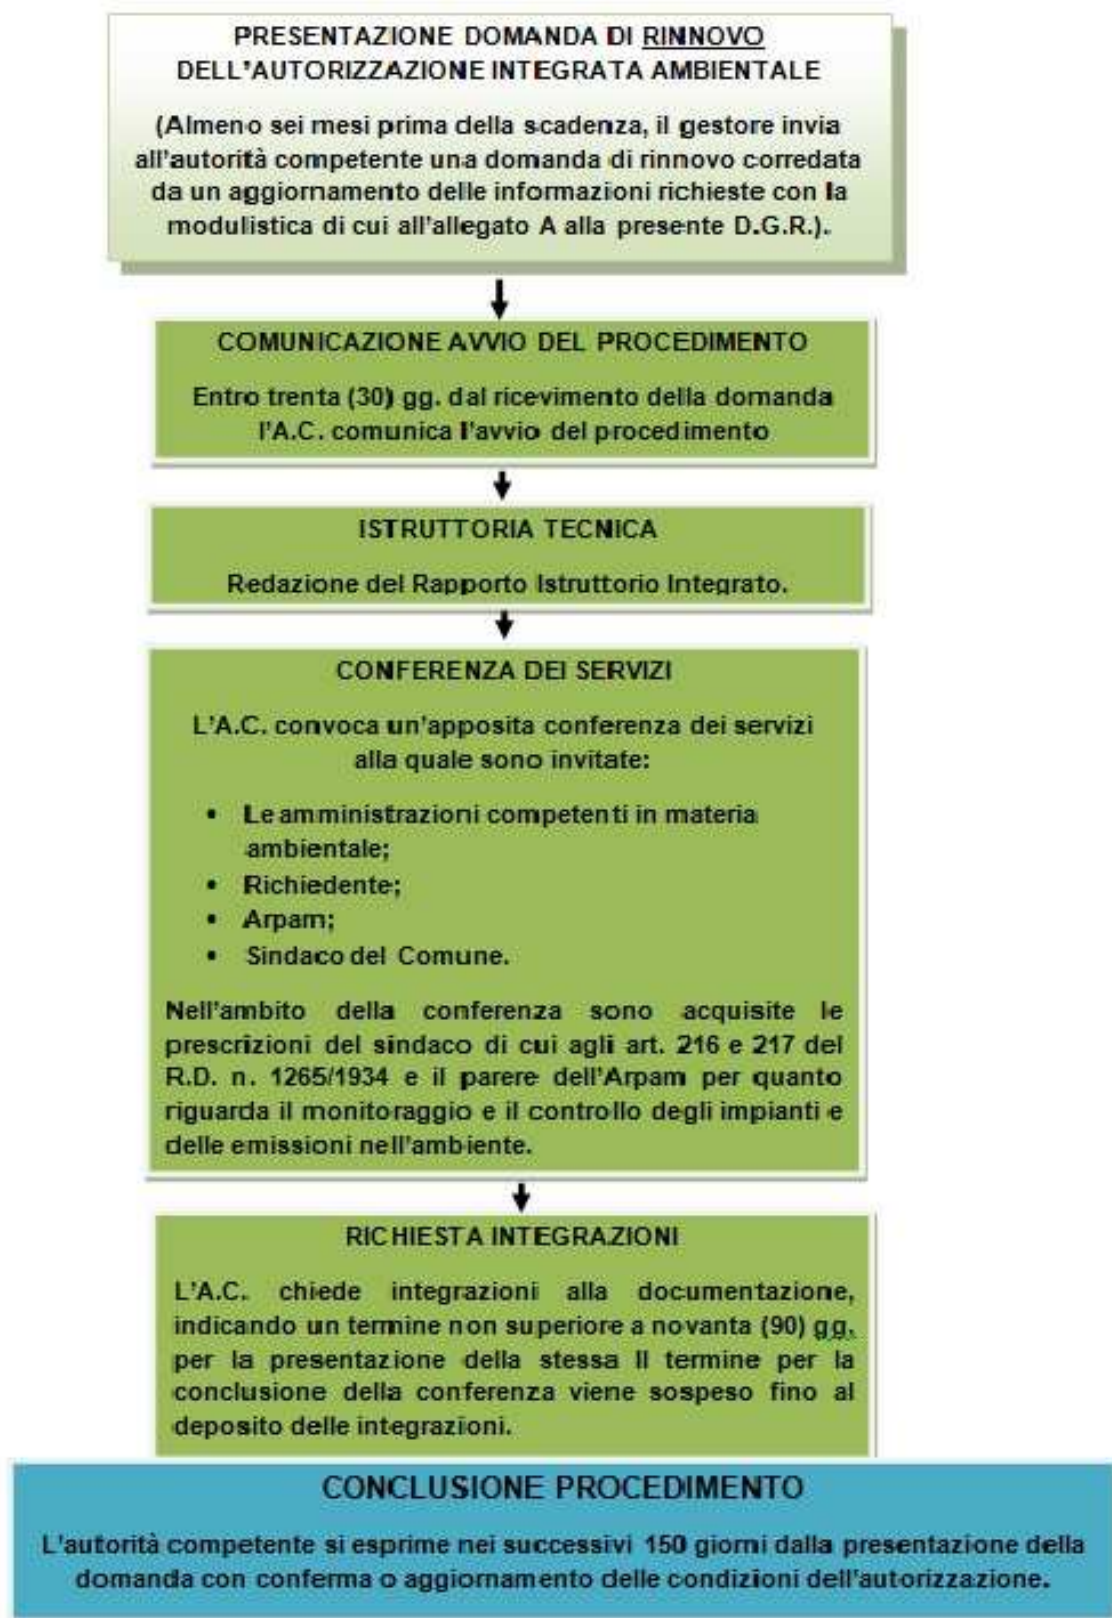 PRESENTAZIONE DOMANDA DI RINNOVO
DELL'AUTORIZZAZIONE INTEGRATA AMBIENTALE
(Almeno sei mesi prima della scadenza, il gestore invia
all'autorità competente una domanda di rinnovo corredata
da un aggiornamento delle informazioni richieste con la
modulistica di cui all'allegato A alla presente D.G.R.).
COMUNICAZIONE AVVIO DEL PROCEDIMENTO
Entro trenta (30) gg. dal ricevimento della domanda
l'A.C. comunica l'avvio del procedimento
ISTRUTTORIA TECNICA
Redazione del Rapporto Istruttorio Integrato.
CONFERENZA DEI SERVIZI
L'A.C. convoca un'apposita conferenza dei servizi
alla quale sono invitate:
• Le amministrazioni competenti in materia
ambientale;
• Richiedente;
• Arpam;
• Sindaco del Comune.
Nell'ambito della conferenza sono acquisite le
prescrizioni del sindaco di cui agli art. 216 e 217 del
R.D. n. 1265/1934 e il parere dell'Arpam per quanto
riguarda il monitoraggio e il controllo degli impianti e
delle emissioni nell'ambiente.
RICHIESTA INTEGRAZIONI
L'A.C. chiede integrazioni alla documentazione,
indicando un termine non superiore a novanta (90) gg.
per la presentazione della stessa Il termine per la
conclusione della conferenza viene sospeso fino al
deposito delle integrazioni.
CONCLUSIONE PROCEDIMENTO
L'autorità competente si esprime nei successivi 150 giorni dalla presentazione della
domanda con conferma o aggiornamento delle condizioni dell'autorizzazione.